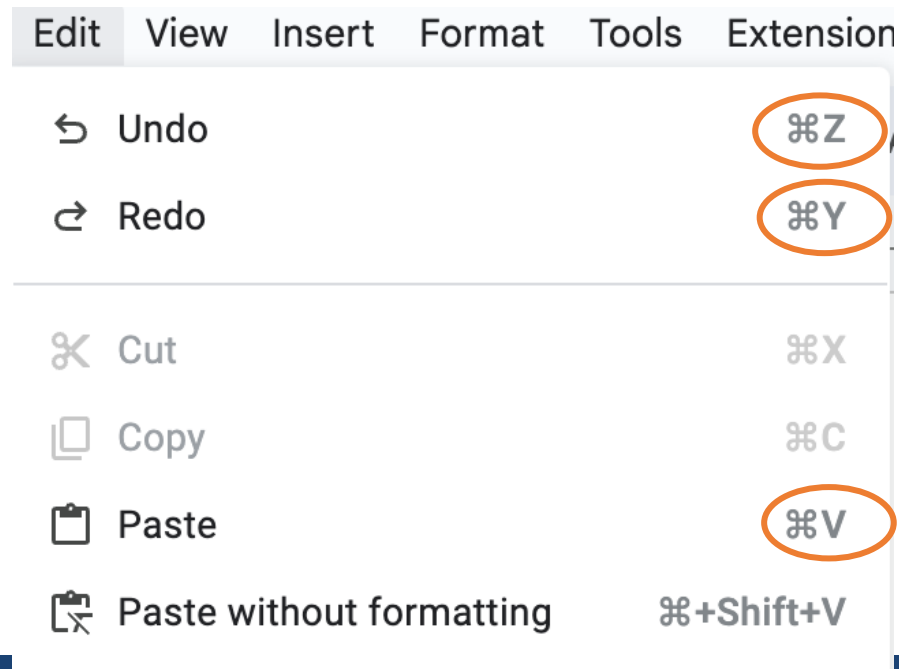 Edit View Insert Format Tools Extension
Undo ⌘Z
Redo ⌘Y
Cut ⌘X
Copy ⌘C
Paste ⌘V
Paste without formatting ⌘+Shift+V